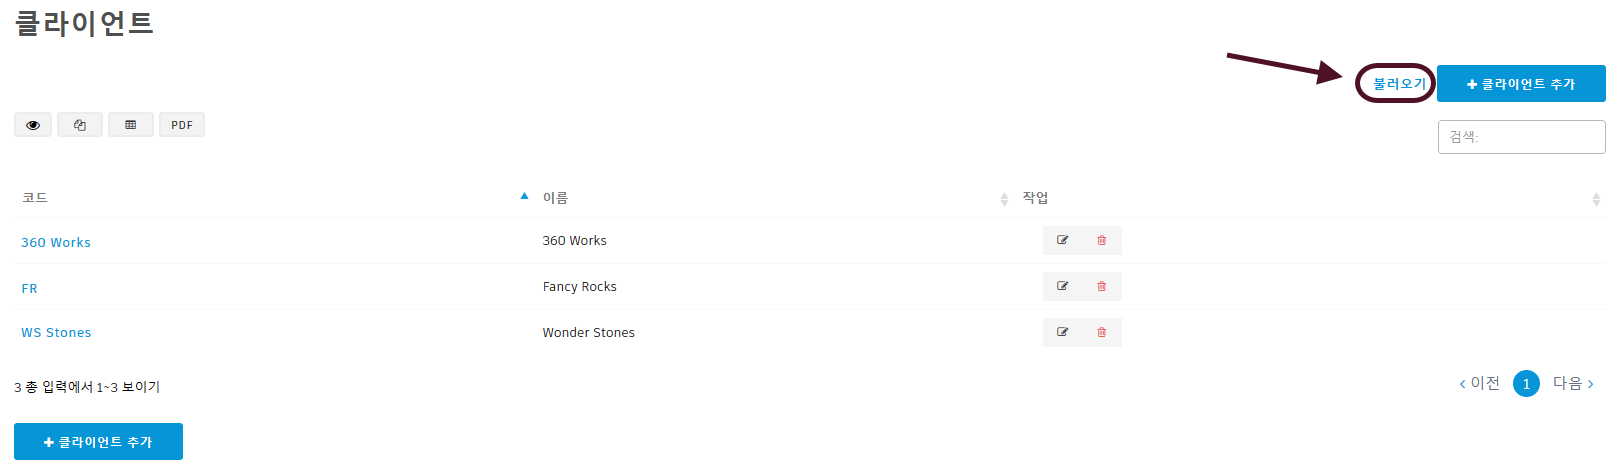 클라이언트
불러오기 클라이언트 추가
PDF 검색:
코드 이름 작업
360 Works 360 Works
FR Fancy Rocks
WS Stones Wonder Stones
3 총 입력에서 1~3 보이기 이전 1 다음
클라이언트 추가